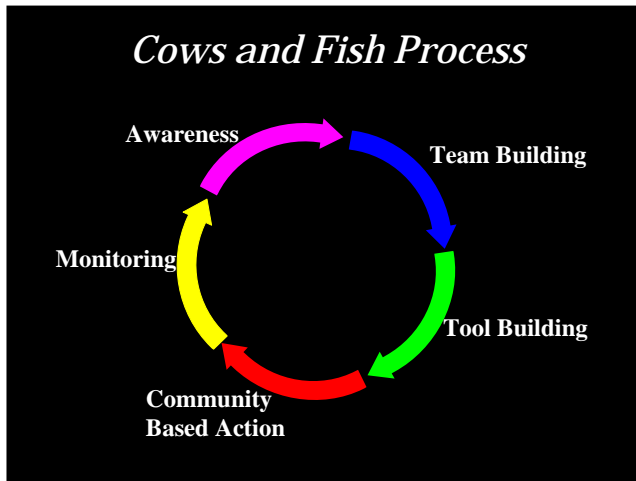 Cows and Fish Process
Awareness
Team Building
Monitoring
Tool Building
Community
Based Action